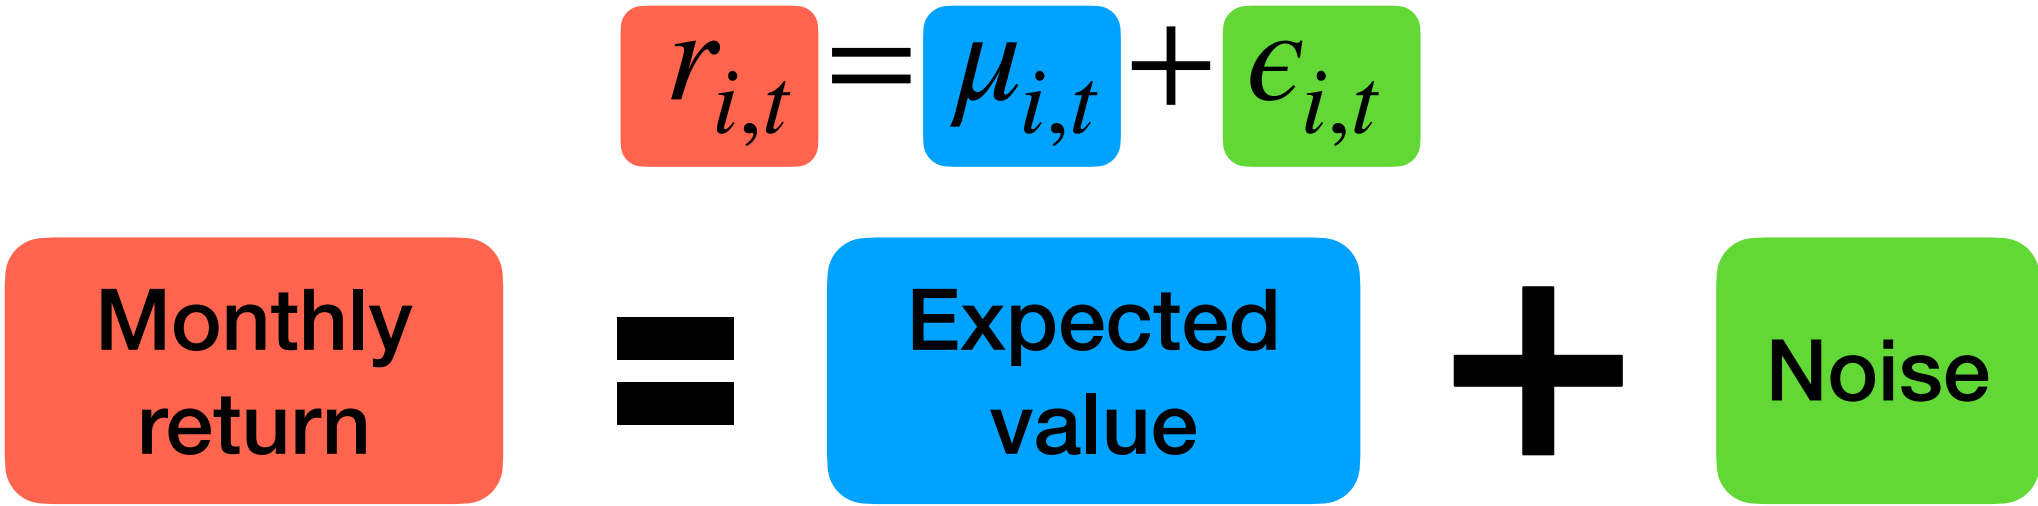 r_{i,t} = μ_{i,t} + ϵ_{i,t}
Monthly return = Expected value + Noise